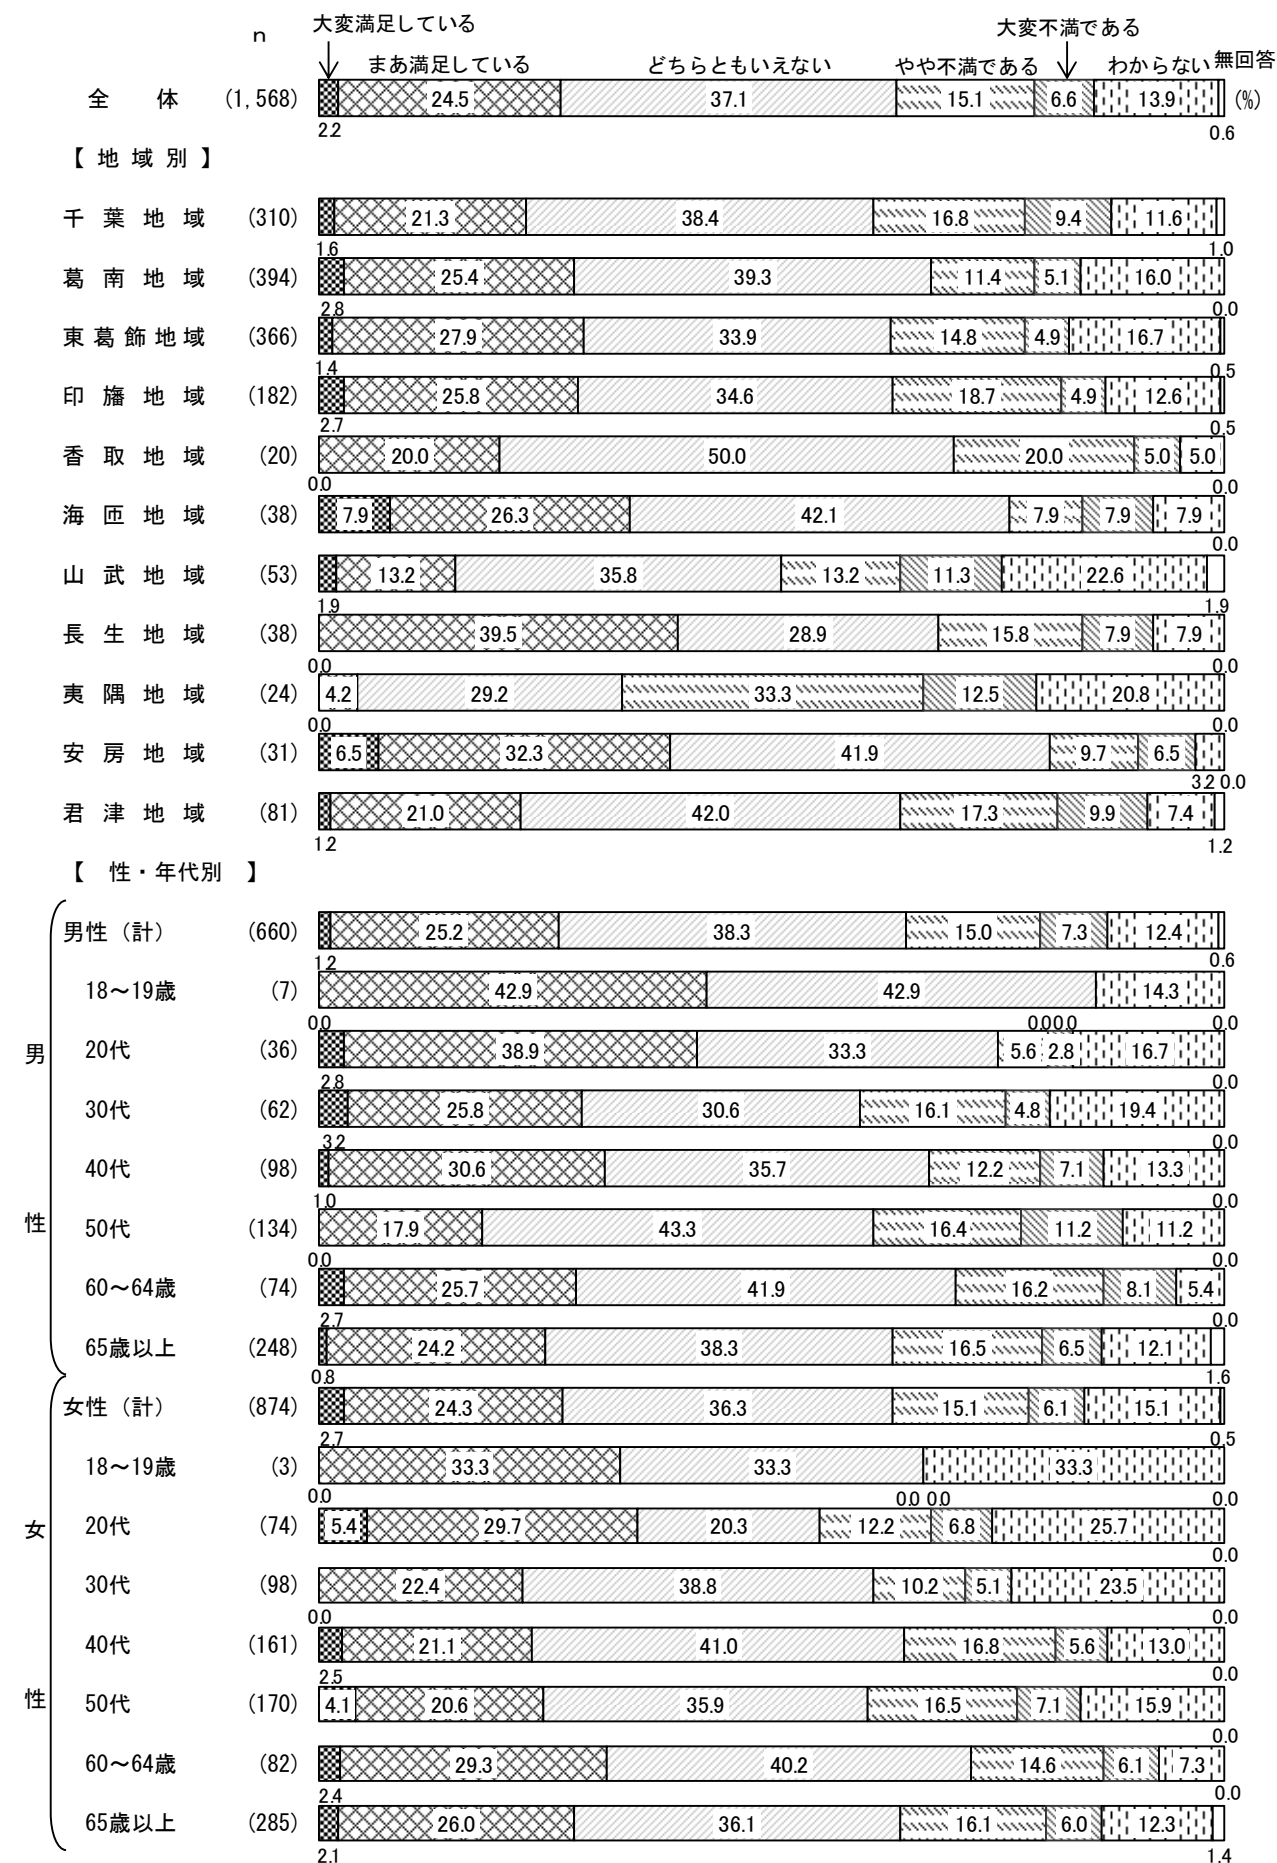 大変満足している
n
大変不満である
まあ満足している どちらともいえない やや不満である わからない 無回答
全 体 (1,568) 24.5 37.1 15.1 6.6 13.9 (%)
2.2 0.6
【 地 域 別 】
千 葉 地 域 (310) 21.3 38.4 16.8 9.4 11.6
1.6 1.0
葛 南 地 域 (394) 25.4 39.3 11.4 5.1 16.0
2.8 0.0
東 葛 飾 地 域 (366) 27.9 33.9 14.8 4.9 16.7
1.4 0.5
印 旛 地 域 (182) 25.8 34.6 18.7 4.9 12.6
2.7 0.5
香 取 地 域 (20) 20.0 50.0 20.0 5.0 5.0
0.0 0.0
海 匝 地 域 (38) 7.9 26.3 42.1 7.9 7.9 7.9
0.0
山 武 地 域 (53) 13.2 35.8 13.2 11.3 22.6
1.9 1.9
長 生 地 域 (38) 39.5 28.9 15.8 7.9 7.9
0.0 0.0
夷 隅 地 域 (24) 4.2 29.2 33.3 12.5 20.8
0.0 0.0
安 房 地 域 (31) 6.5 32.3 41.9 9.7 6.5
3.2 0.0
君 津 地 域 (81) 21.0 42.0 17.3 9.9 7.4
1.2 1.2
【 性・年代別 】
男性（計） (660) 25.2 38.3 15.0 7.3 12.4
1.2 0.6
18～19歳 (7) 42.9 42.9 14.3
0.0 0.0 0.0 0.0
男
20代 (36) 38.9 33.3 5.6 2.8 16.7
2.8 0.0
30代 (62) 25.8 30.6 16.1 4.8 19.4
3.2 0.0
40代 (98) 30.6 35.7 12.2 7.1 13.3
1.0 0.0
性
50代 (134) 17.9 43.3 16.4 11.2 11.2
0.0 0.0
60～64歳 (74) 25.7 41.9 16.2 8.1 5.4
2.7 0.0
65歳以上 (248) 24.2 38.3 16.5 6.5 12.1
0.8 1.6
女性（計） (874) 24.3 36.3 15.1 6.1 15.1
2.7 0.5
18～19歳 (3) 33.3 33.3 33.3
0.0 0.0 0.0 0.0
女
20代 (74) 5.4 29.7 20.3 12.2 6.8 25.7
0.0
30代 (98) 22.4 38.8 10.2 5.1 23.5
0.0 0.0
40代 (161) 21.1 41.0 16.8 5.6 13.0
2.5 0.0
性
50代 (170) 4.1 20.6 35.9 16.5 7.1 15.9
0.0
60～64歳 (82) 29.3 40.2 14.6 6.1 7.3
2.4 0.0
65歳以上 (285) 26.0 36.1 16.1 6.0 12.3
2.1 1.4